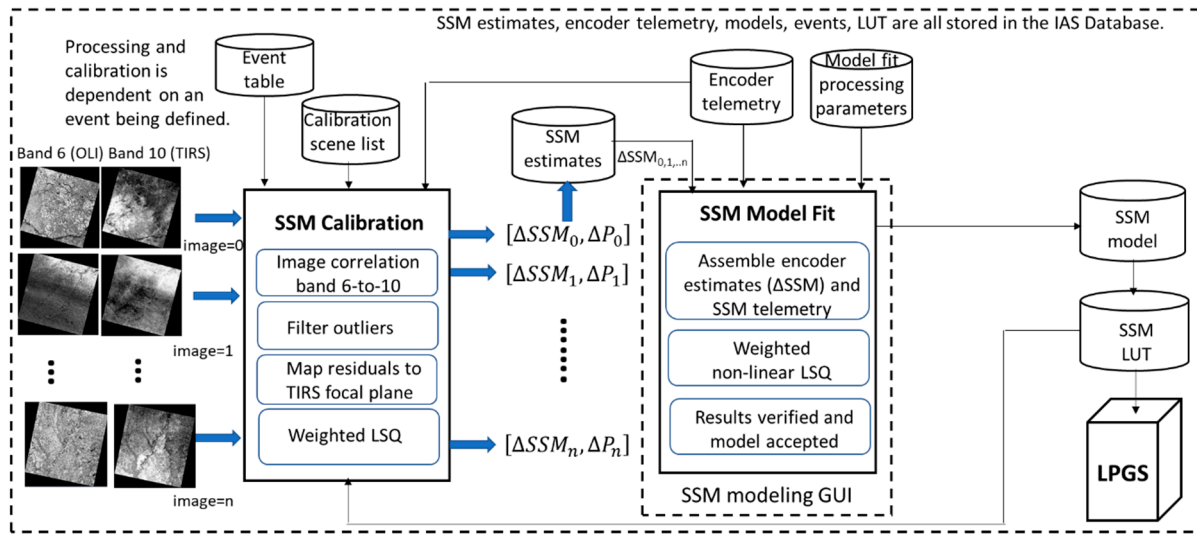 SSM estimates, encoder telemetry, models, events, LUT are all stored in the IAS Database.
Processing and
calibration is
dependent on an
event being defined.
Event
table
Calibration
scene list
Encoder
telemetry
Model fit
processing
parameters
SSM
estimates
ΔSSM0,1,..n
Band 6 (OLI) Band 10 (TIRS)
image=0
image=1
image=n
SSM Calibration
Image correlation
band 6-to-10
Filter outliers
Map residuals to
TIRS focal plane
Weighted LSQ
[ΔSSM₀, ΔP₀]
[ΔSSM₁, ΔP₁]
[ΔSSMₙ, ΔPₙ]
SSM Model Fit
Assemble encoder
estimates (ΔSSM) and
SSM telemetry
Weighted
non-linear LSQ
Results verified and
model accepted
SSM modeling GUI
SSM
model
SSM
LUT
LPGS